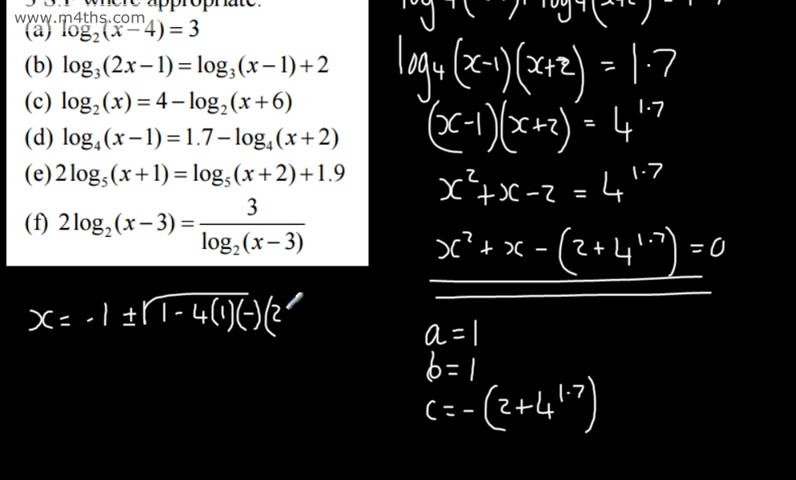 where appropriate.
www.m4ths.com
(a) log₂(x−4)=3
(b) log₃(2x−1)=log₃(x−1)+2
(c) log₂(x)=4−log₂(x+6)
(d) log₄(x−1)=1.7−log₄(x+2)
(e) 2log₅(x+1)=log₅(x+2)+1.9
(f) 2log₂(x−3)=3/log₂(x−3)
log₄(x-1)(x+2) = 1.7
(x-1)(x+2) = 4^1.7
x²+x-2 = 4^1.7
x²+x-(2+4^1.7)=0
x = -1 ±√1-4(1)(-)(2
a=1
b=1
c=-(2+4^1.7)